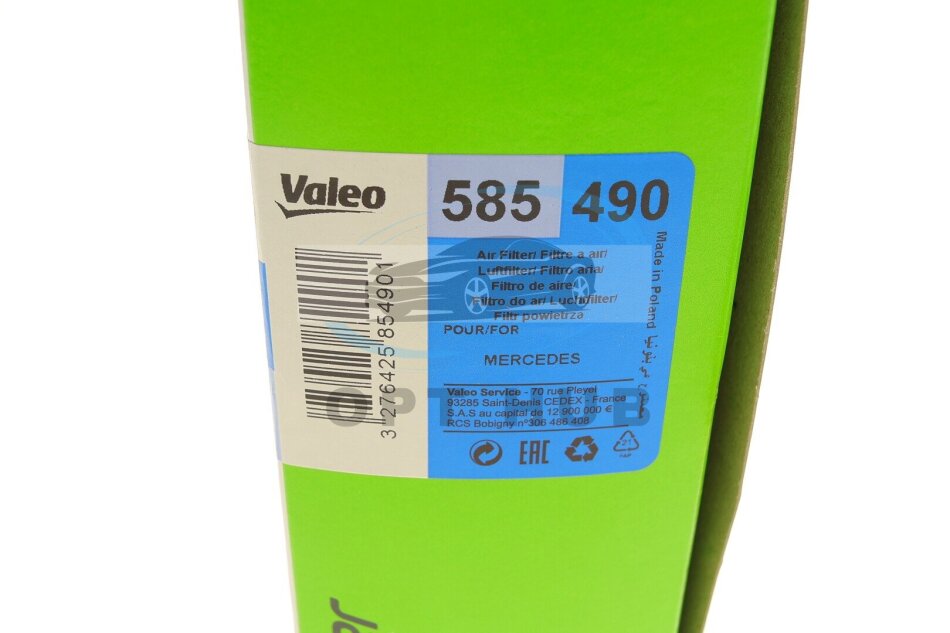 Valeo
585 490
Air Filter/ Filtre a air/
Luftfilter/ Filtro aria/
Filtro de aire/
Filtro do ar/ Luchtfilter/
Filtr powietrza
POUR/FOR
MERCEDES
Valeo Service - 70 rue Pleyel
93285 Saint-Denis CEDEX - France
S.A.S au capital de 12 900 000 €
RCS Bobigny n°306 486 408
EAC
21
PAP
Made in Poland
3 276425 854901